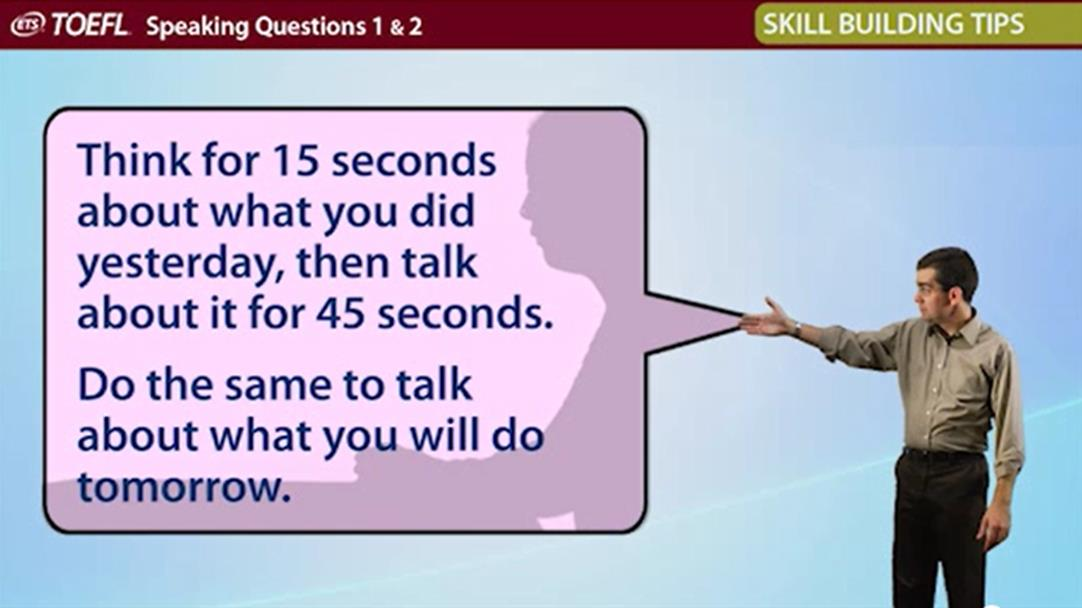 ETS TOEFL Speaking Questions 1 & 2
SKILL BUILDING TIPS
Think for 15 seconds
about what you did
yesterday, then talk
about it for 45 seconds.
Do the same to talk
about what you will do
tomorrow.